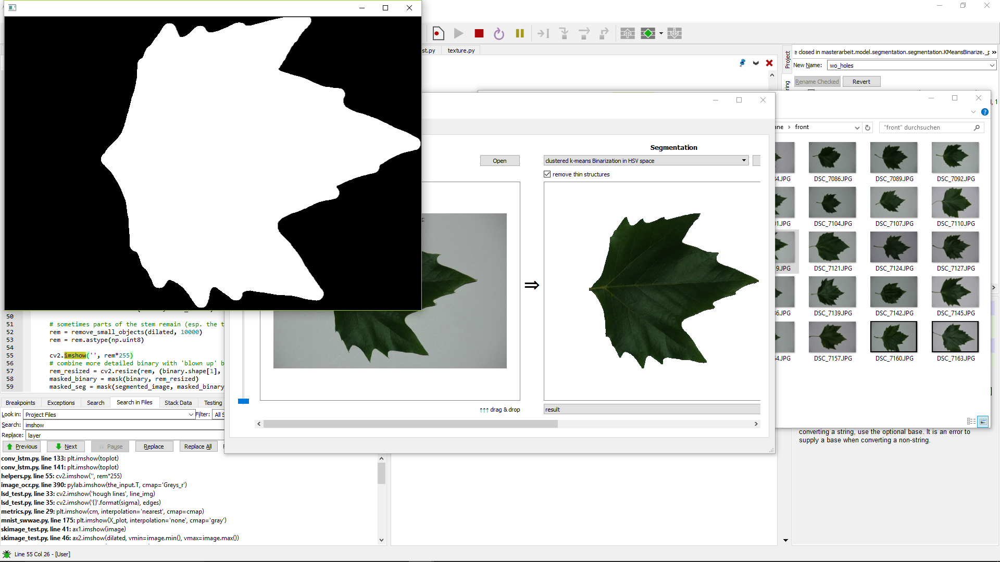 st.py
texture.py
Project
e closed in masterarbeit.model.segmentation.segmentation.KMeansBinarize._p
New Name:
wo_holes
Rename Checked
Revert
ring
, 1
ane › front
"front" durchsuchen
Segmentation
Open
clustered k-means Binarization in HSV space
remove thin structures
34.JPG
DSC_7086.JPG
DSC_7089.JPG
DSC_7092.JPG
01.JPG
DSC_7104.JPG
DSC_7107.JPG
DSC_7110.JPG
9.JPG
DSC_7121.JPG
DSC_7124.JPG
DSC_7127.JPG
36.JPG
DSC_7139.JPG
DSC_7142.JPG
DSC_7145.JPG
54.JPG
DSC_7157.JPG
DSC_7160.JPG
DSC_7163.JPG
⇒
↑↑↑ drag & drop
result
50
51 # sometimes parts of the stem remain (esp. the t
52 rem = remove_small_objects(dilated, 10000)
53 rem = rem.astype(np.uint8)
54
55 cv2.imshow('', rem*255)
56 # combine more detailed binary with 'blown up' b
57 rem_resized = cv2.resize(rem, (binary.shape[1],
58 masked_binary = mask(binary, rem_resized)
59 masked_seg = mask(segmented_image, masked_binary
Breakpoints
Exceptions
Search
Search in Files
Stack Data
Testing
Look in:
Project Files
Filter:
All S
Search:
imshow
Replace:
layer
Previous
Next
Pause
Replace
Replace All
conv_lstm.py, line 133: plt.imshow(toplot)
conv_lstm.py, line 141: plt.imshow(toplot)
helpers.py, line 55: cv2.imshow('', rem*255)
image_ocr.py, line 390: pylab.imshow(the_input.T, cmap='Greys_r')
lsd_test.py, line 33: cv2.imshow('hough lines', line_img)
lsd_test.py, line 35: cv2.imshow('{}'.format(sigma), edges)
metrics.py, line 29: plt.imshow(cm, interpolation='nearest', cmap=cmap)
mnist_swwae.py, line 175: plt.imshow(X_plot, interpolation='none', cmap='gray')
skimage_test.py, line 41: ax1.imshow(image)
skimage_test.py, line 46: ax2.imshow(dilated, vmin=image.min(), vmax=image.max())
converting a string, use the optional base. It is an error to
supply a base when converting a non-string.
Line 55 Col 26 - [User]